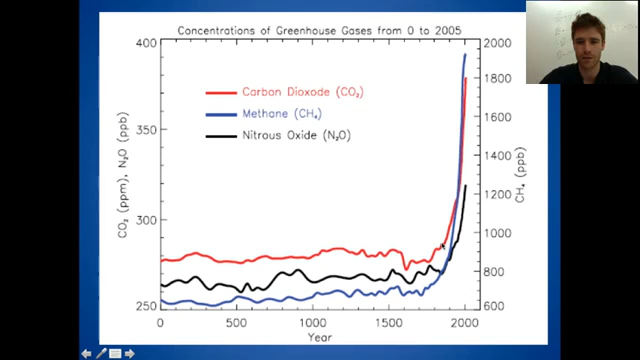 Concentrations of Greenhouse Gases from 0 to 2005
400
350
300
250
CO₂ (ppm), N₂O (ppb)
Carbon Dioxode (CO₂)
Methane (CH₄)
Nitrous Oxide (N₂O)
2000
1800
1600
1400
1200
1000
800
600
CH₄ (ppb)
0
500
1000
1500
2000
Year